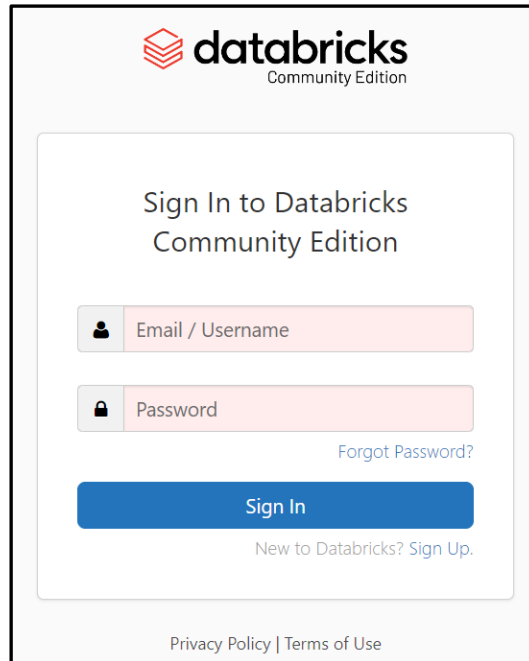 databricks
Community Edition
Sign In to Databricks
Community Edition
Email / Username
Password
Forgot Password?
Sign In
New to Databricks? Sign Up.
Privacy Policy | Terms of Use